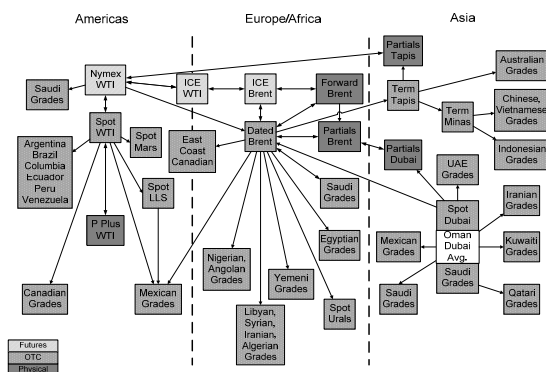 Americas
Europe/Africa
Asia
Partials
Tapis
Nymex
WTI
ICE
WTI
ICE
Brent
Forward
Brent
Australian
Grades
Saudi
Grades
Term
Tapis
Chinese,
Vietnamese
Grades
Term
Minas
Spot
WTI
Spot
Mars
East
Coast
Canadian
Dated
Brent
Partials
Brent
Argentina
Brazil
Columbia
Ecuador
Peru
Venezuela
Partials
Dubai
Indonesian
Grades
UAE
Grades
Spot
LLS
Saudi
Grades
Iranian
Grades
Spot
Dubai
P Plus
WTI
Egyptian
Grades
Mexican
Grades
Oman
Dubai
Avg.
Kuwaiti
Grades
Nigerian,
Angolan
Grades
Yemeni
Grades
Saudi
Grades
Canadian
Grades
Mexican
Grades
Saudi
Grades
Qatari
Grades
Libyan,
Syrian,
Iranian,
Algerian
Grades
Spot
Urals
Futures
OTC
Physical